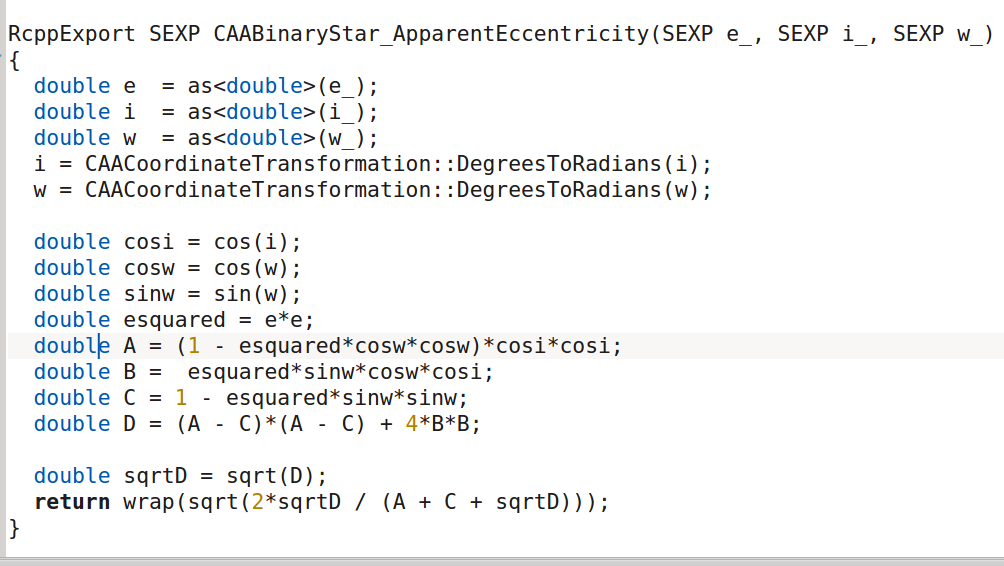 RcppExport SEXP CAABinaryStar_ApparentEccentricity(SEXP e_, SEXP i_, SEXP w_)
{
  double e  = as<double>(e_);
  double i  = as<double>(i_);
  double w  = as<double>(w_);
  i = CAACoordinateTransformation::DegreesToRadians(i);
  w = CAACoordinateTransformation::DegreesToRadians(w);

  double cosi = cos(i);
  double cosw = cos(w);
  double sinw = sin(w);
  double esquared = e*e;
  double A = (1 - esquared*cosw*cosw)*cosi*cosi;
  double B =  esquared*sinw*cosw*cosi;
  double C = 1 - esquared*sinw*sinw;
  double D = (A - C)*(A - C) + 4*B*B;

  double sqrtD = sqrt(D);
  return wrap(sqrt(2*sqrtD / (A + C + sqrtD)));
}